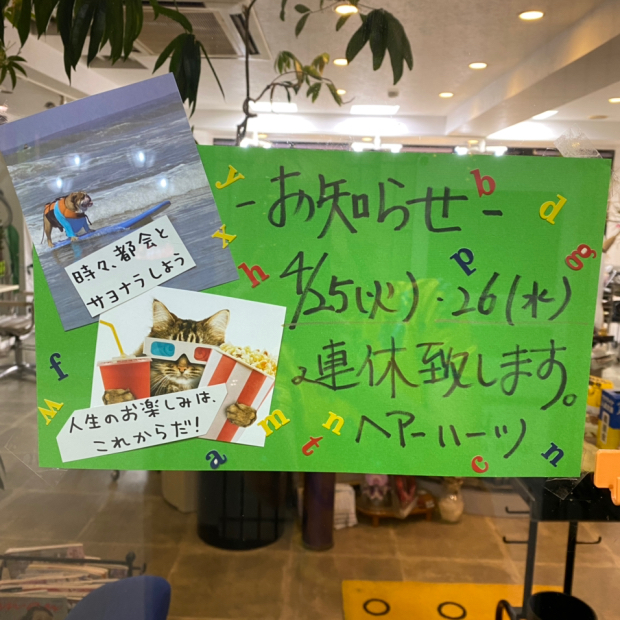 -お知らせ-
4/25(火)・26(水)
2連休致します。
ヘアーハーツ
時々、都会と
サヨナラしよう
人生のお楽しみは、
これからだ!
y
x
h
b
d
g
p
f
w
a
m
t
n
c
n